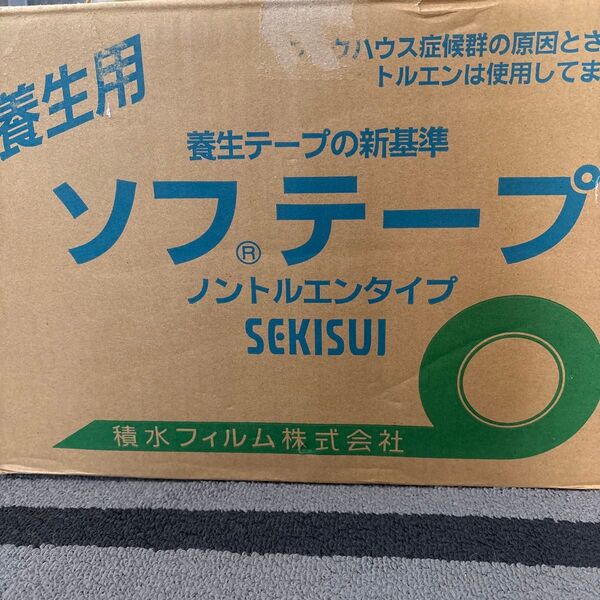 養生用
クハウス症候群の原因とさ
トルエンは使用してま
養生テープの新基準
ソフ®テープ
ノントルエンタイプ
SEKISUI
積水フィルム株式会社